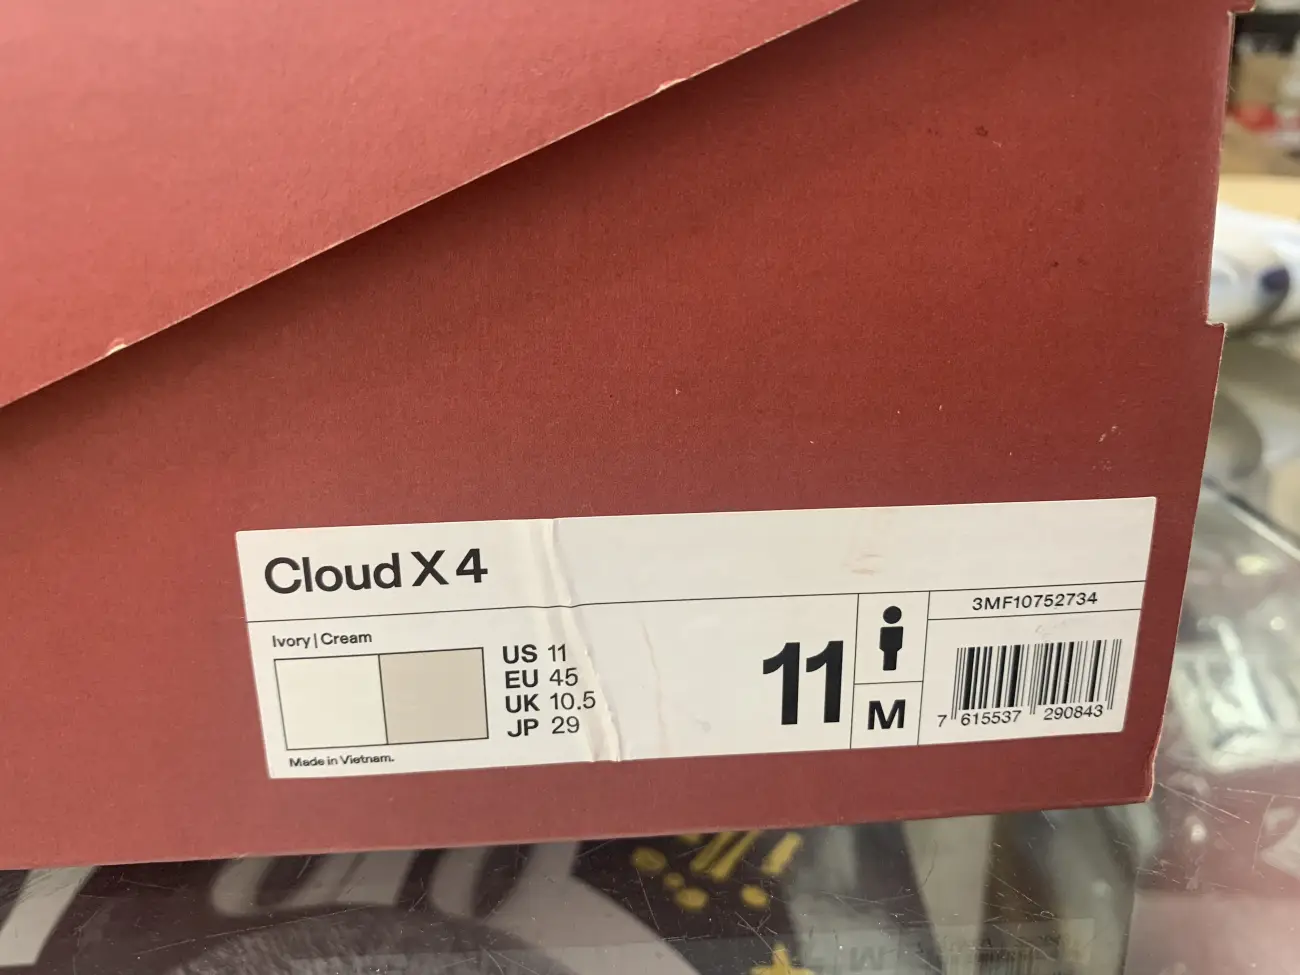 Cloud X 4
Ivory | Cream
US 11
EU 45
UK 10.5
JP 29
Made in Vietnam.
11
M
3MF10752734
7 615537 290843